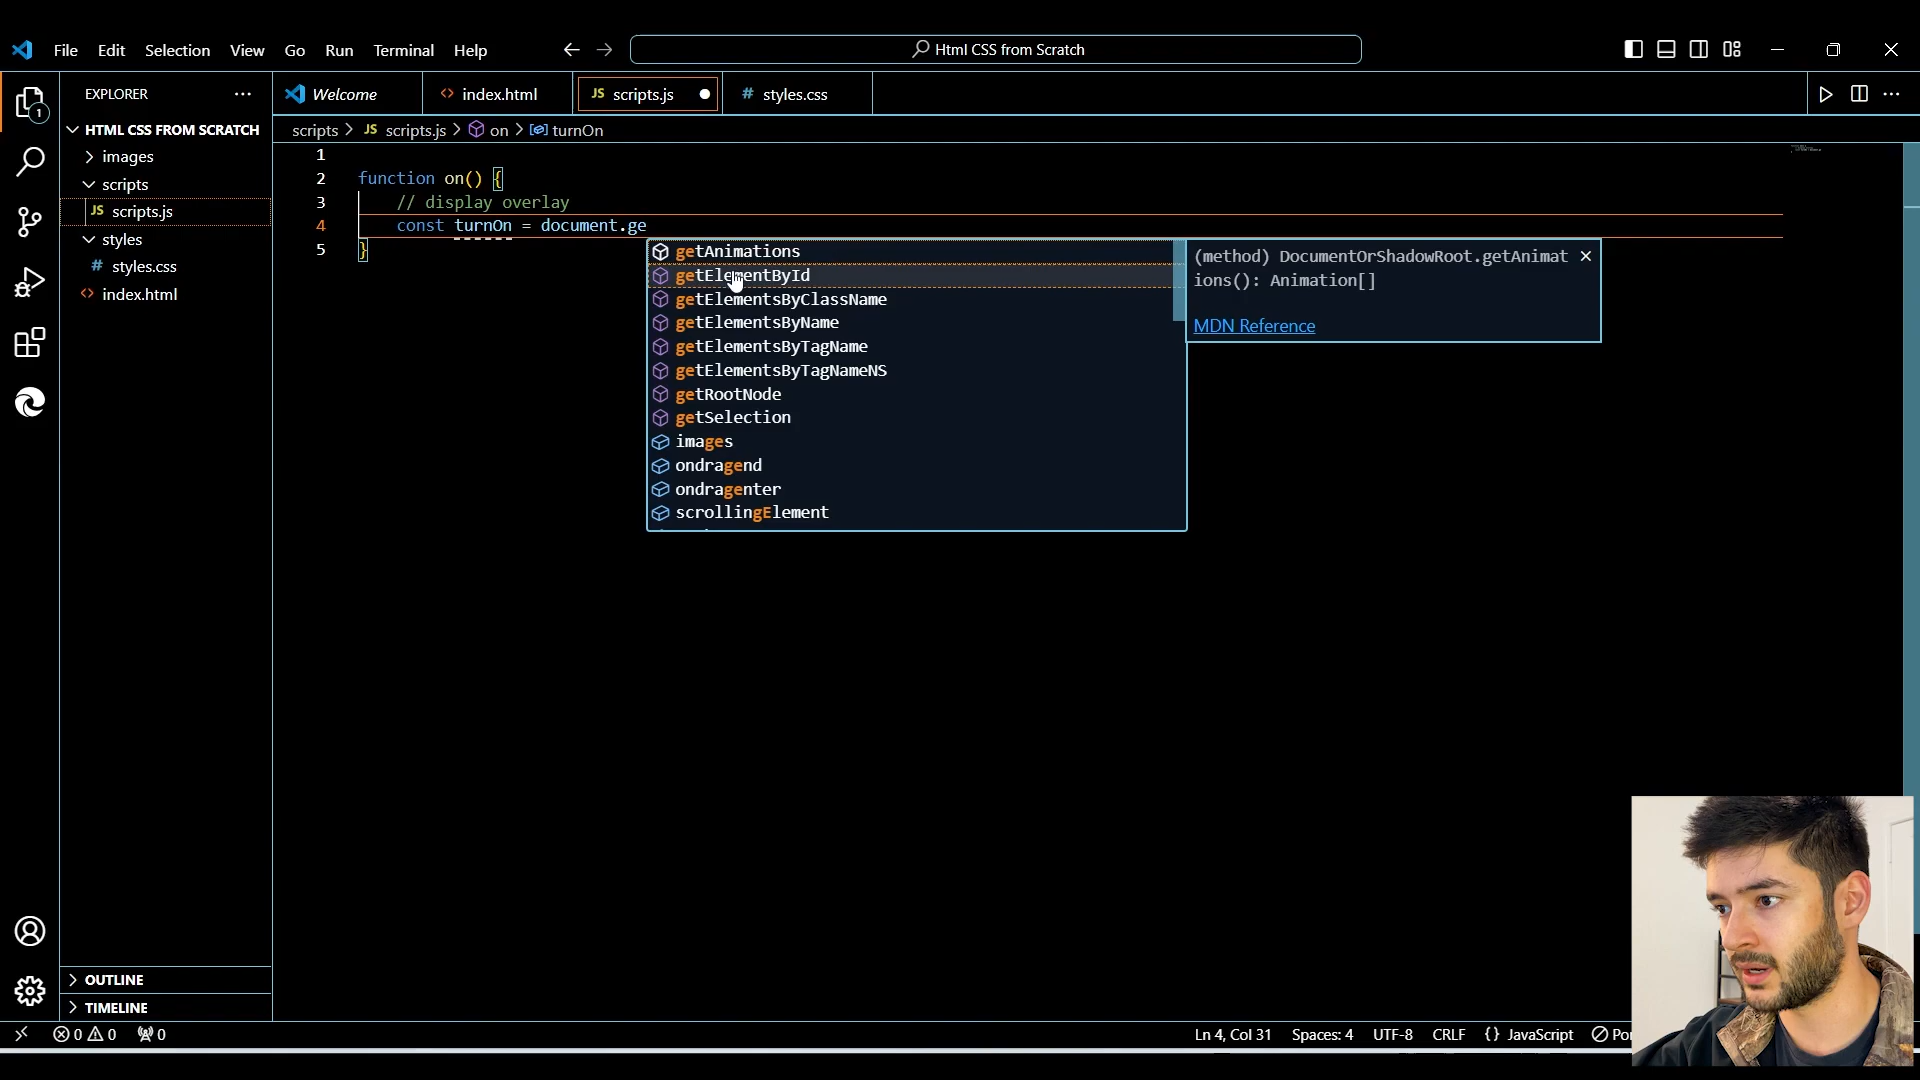 File Edit Selection View Go Run Terminal Help
Html CSS from Scratch
EXPLORER
Welcome
index.html
JS scripts.js
# styles.css
1
HTML CSS FROM SCRATCH
images
scripts
JS scripts.js
styles
# styles.css
index.html
scripts > JS scripts.js > on > turnOn
1
2 function on() {
3 // display overlay
4 const turnOn = document.ge
5 }
getAnimations
getElementById
getElementsByClassName
getElementsByName
getElementsByTagName
getElementsByTagNameNS
getRootNode
getSelection
images
ondragend
ondragenter
scrollingElement
(method) DocumentOrShadowRoot.getAnimat
ions(): Animation[]
MDN Reference
OUTLINE
TIMELINE
0 0 0
Ln 4, Col 31 Spaces: 4 UTF-8 CRLF {} JavaScript